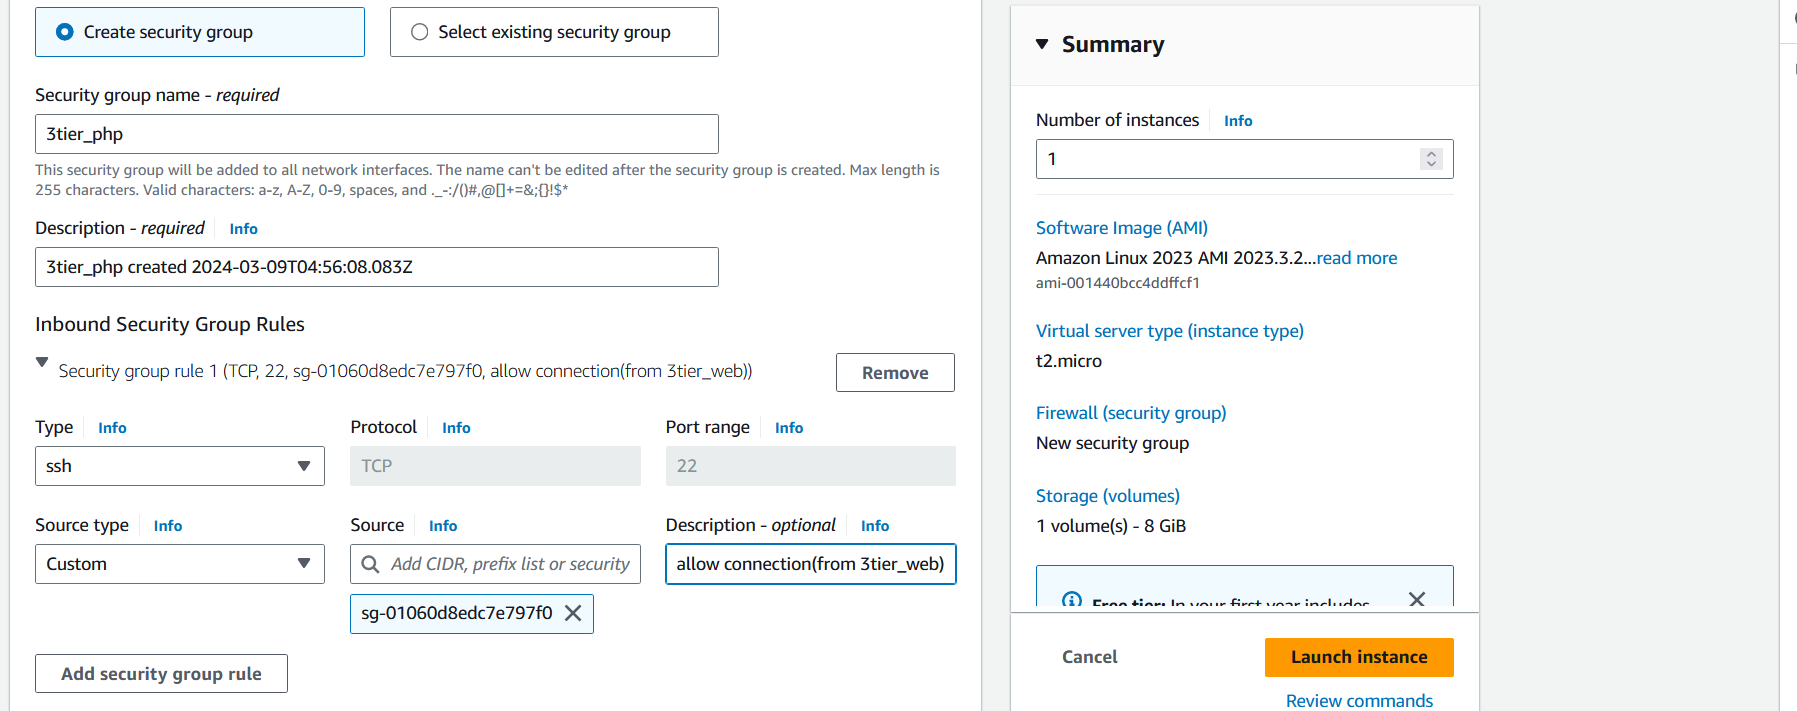 Create security group
Select existing security group
Security group name - required
3tier_php
This security group will be added to all network interfaces. The name can't be edited after the security group is created. Max length is
255 characters. Valid characters: a-z, A-Z, 0-9, spaces, and ._-:/()#,@[]+=&;{}!$*
Description - required Info
3tier_php created 2024-03-09T04:56:08.083Z
Inbound Security Group Rules
Security group rule 1 (TCP, 22, sg-01060d8edc7e797f0, allow connection(from 3tier_web))
Remove
Type Info
Protocol Info
Port range Info
ssh
TCP
22
Source type Info
Source Info
Description - optional Info
Custom
Add CIDR, prefix list or security
allow connection(from 3tier_web)
sg-01060d8edc7e797f0
Add security group rule
Summary
Number of instances Info
1
Software Image (AMI)
Amazon Linux 2023 AMI 2023.3.2...read more
ami-001440bcc4ddffcf1
Virtual server type (instance type)
t2.micro
Firewall (security group)
New security group
Storage (volumes)
1 volume(s) - 8 GiB
Free tier: In your first year includes
Cancel
Launch instance
Review commands